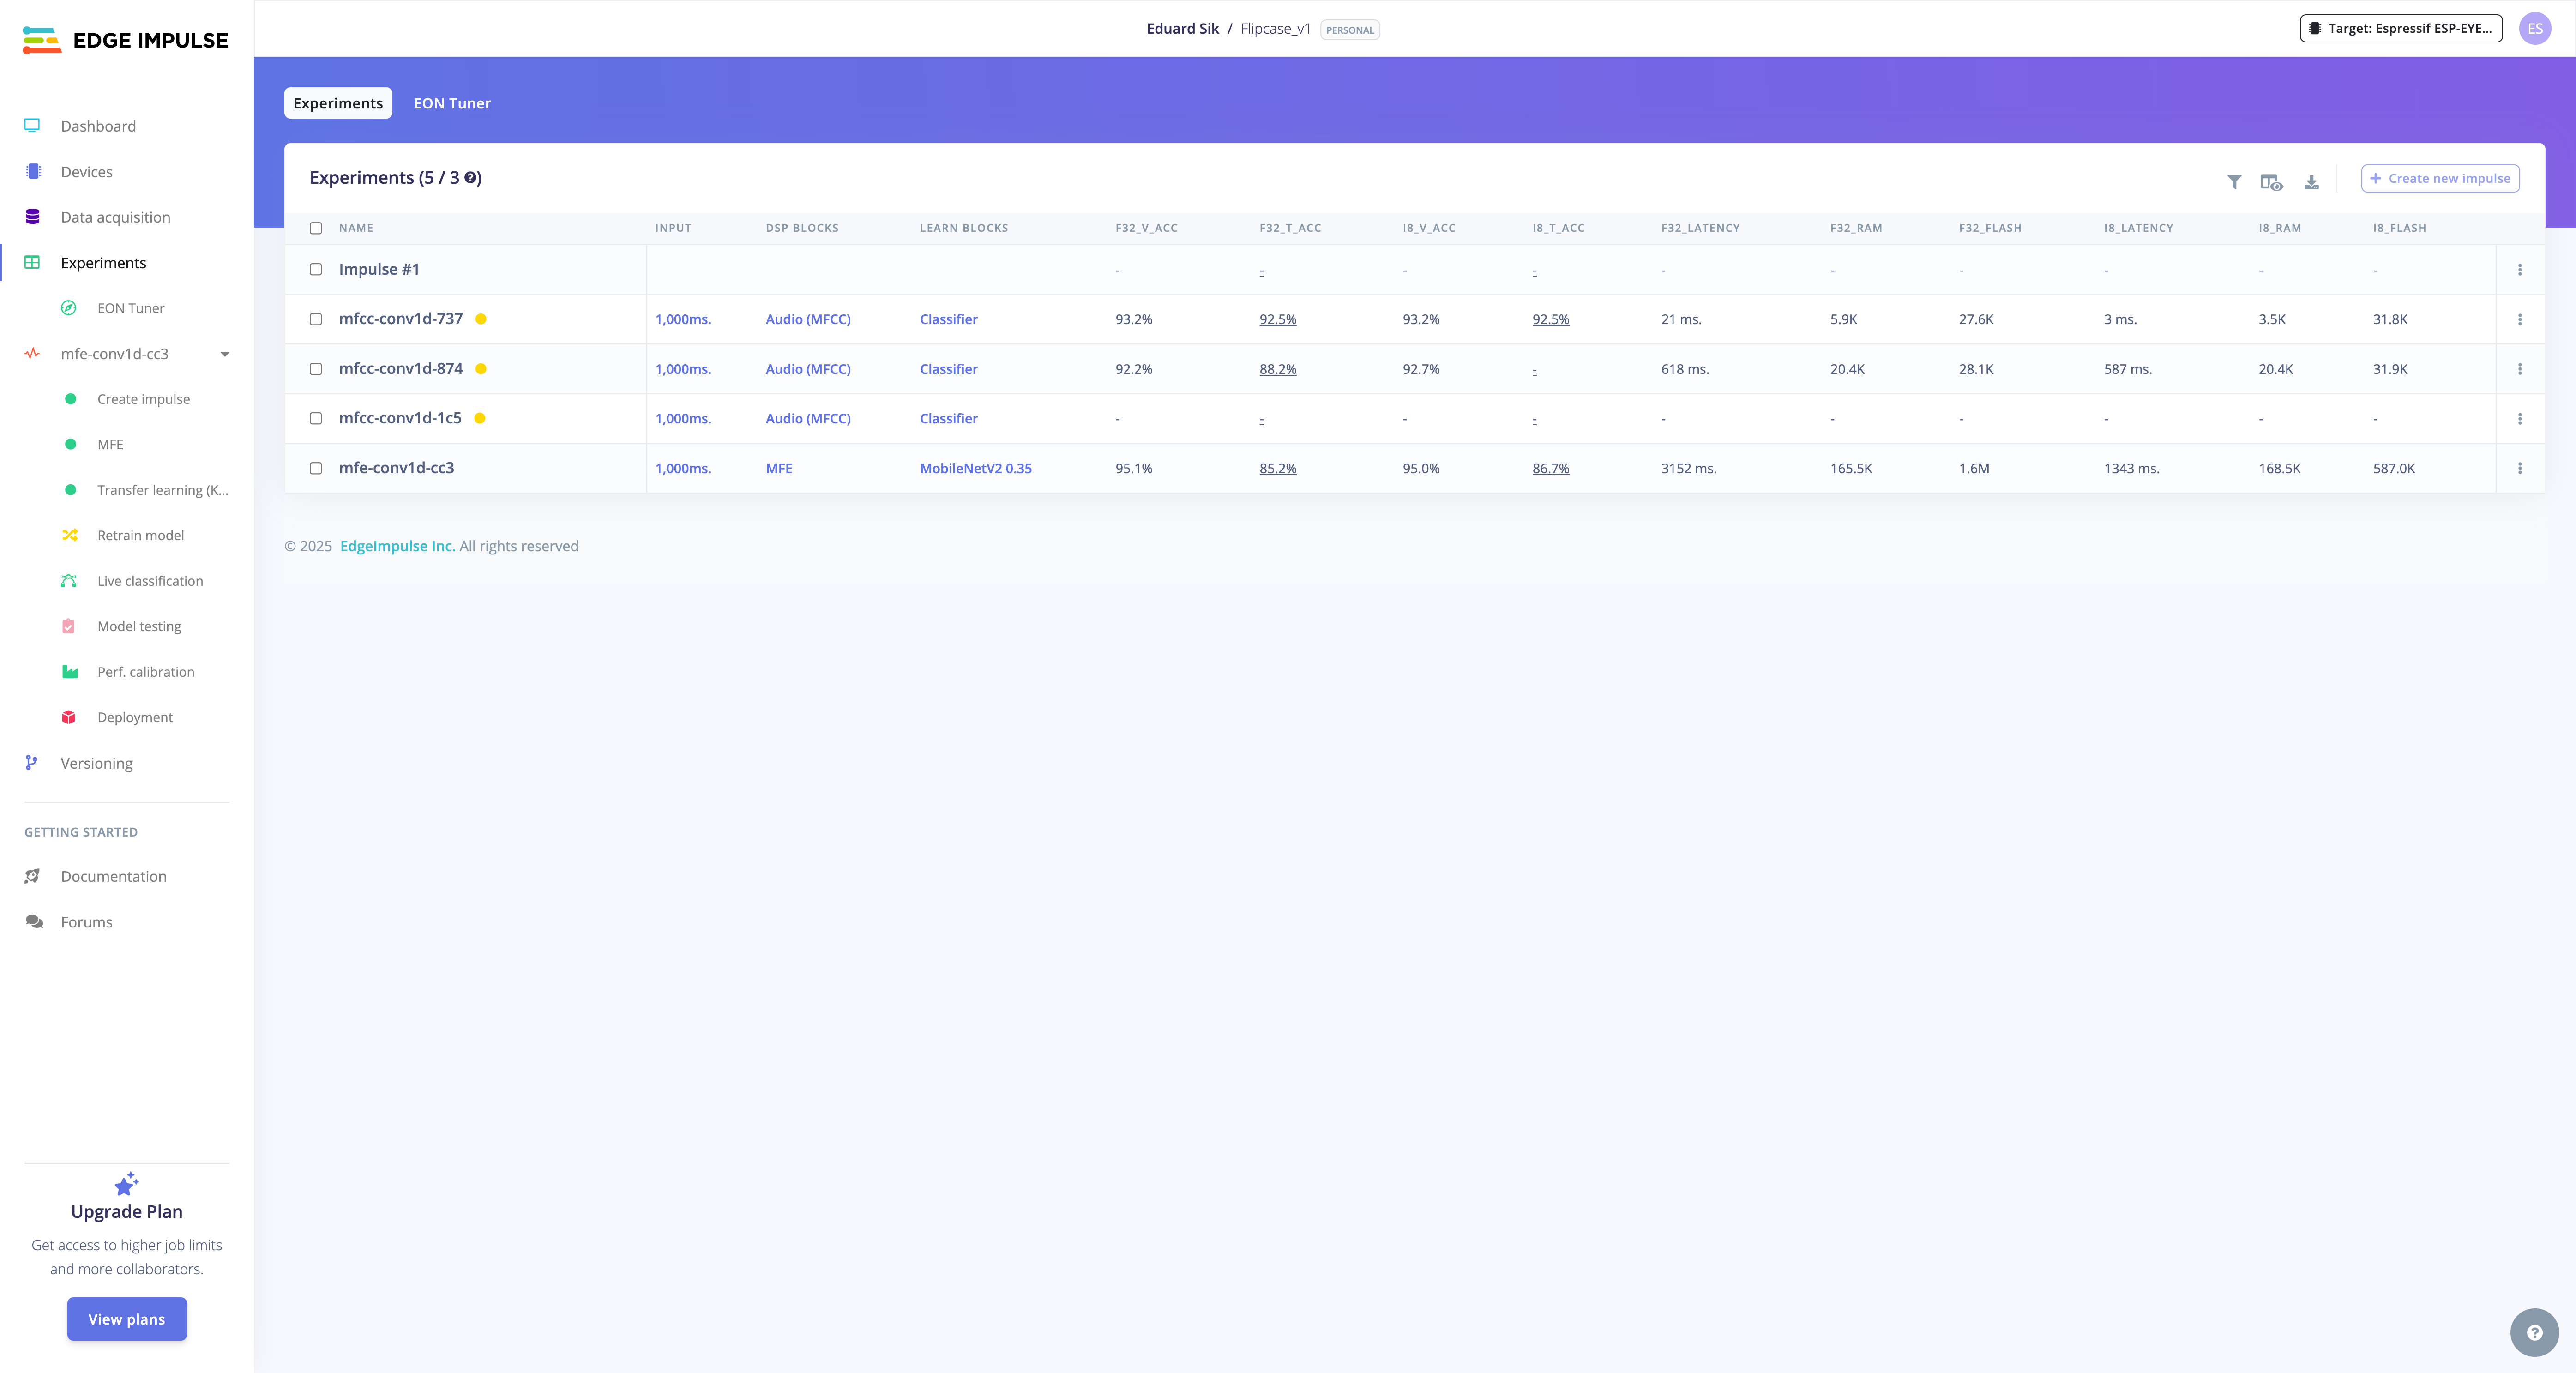 EDGE IMPULSE
Eduard Sik / Flipcase_v1 PERSONAL
Target: Espressif ESP-EYE...
ES
Dashboard
Devices
Data acquisition
Experiments
EON Tuner
mfe-conv1d-cc3
Create impulse
MFE
Transfer learning (K...
Retrain model
Live classification
Model testing
Perf. calibration
Deployment
Versioning
GETTING STARTED
Documentation
Forums
Upgrade Plan
Get access to higher job limits
and more collaborators.
View plans
Experiments EON Tuner
Experiments (5 / 3 ?)
+ Create new impulse
NAME INPUT DSP BLOCKS LEARN BLOCKS F32_V_ACC F32_T_ACC I8_V_ACC I8_T_ACC F32_LATENCY F32_RAM F32_FLASH I8_LATENCY I8_RAM I8_FLASH
Impulse #1 - - - - - - - - - -
mfcc-conv1d-737 1,000ms. Audio (MFCC) Classifier 93.2% 92.5% 93.2% 92.5% 21 ms. 5.9K 27.6K 3 ms. 3.5K 31.8K
mfcc-conv1d-874 1,000ms. Audio (MFCC) Classifier 92.2% 88.2% 92.7% - 618 ms. 20.4K 28.1K 587 ms. 20.4K 31.9K
mfcc-conv1d-1c5 1,000ms. Audio (MFCC) Classifier - - - - - - - - - -
mfe-conv1d-cc3 1,000ms. MFE MobileNetV2 0.35 95.1% 85.2% 95.0% 86.7% 3152 ms. 165.5K 1.6M 1343 ms. 168.5K 587.0K
© 2025 EdgeImpulse Inc. All rights reserved
?